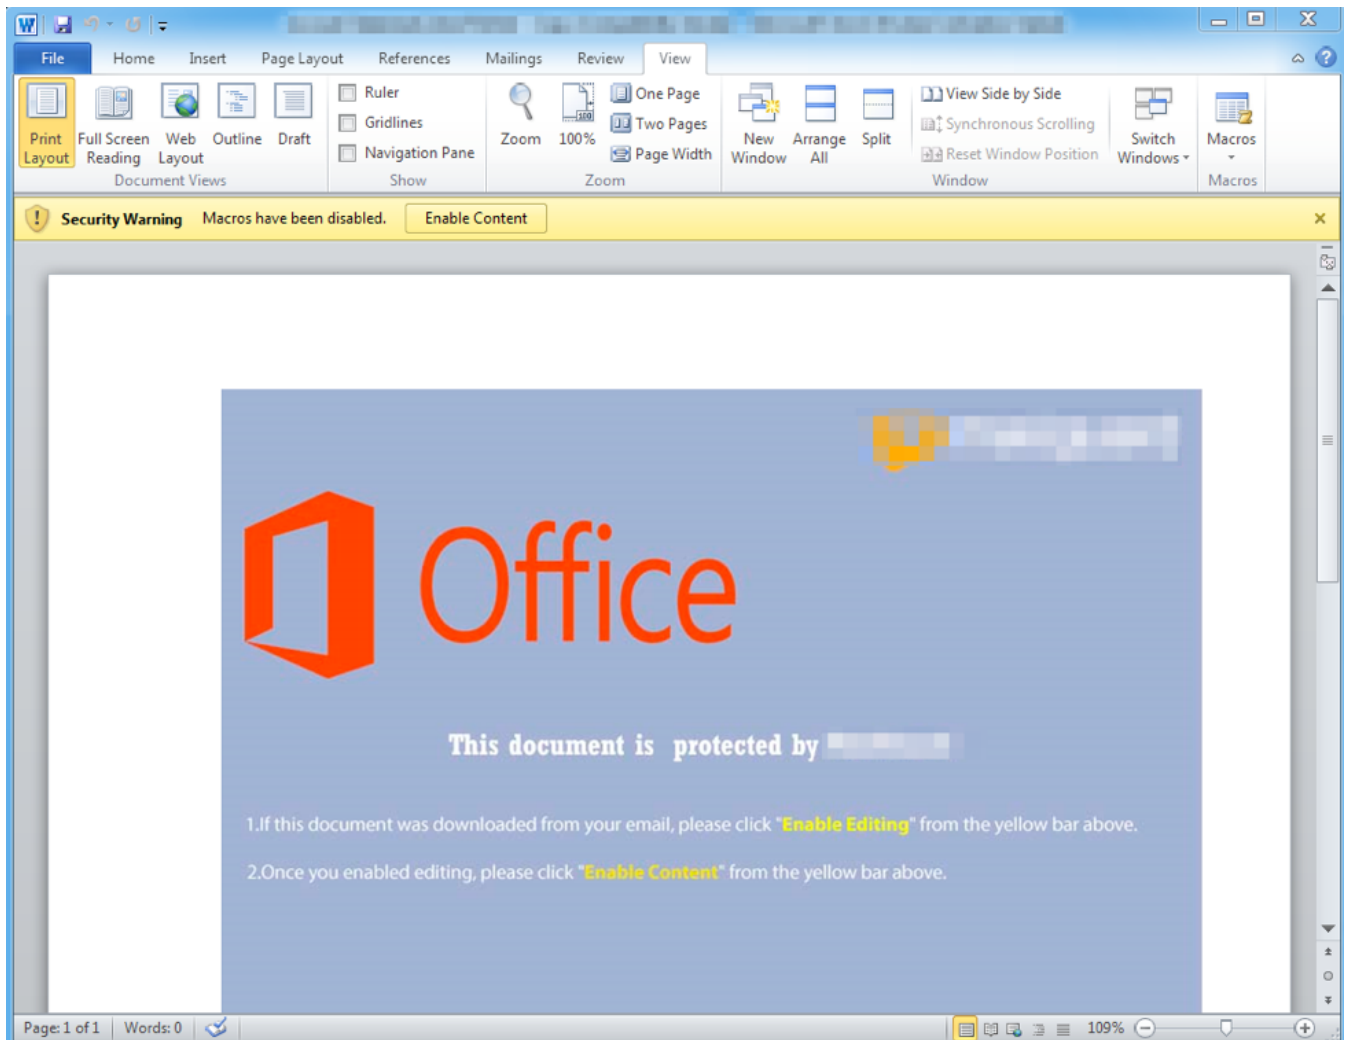 W
File Home Insert Page Layout References Mailings Review View
Print Layout
Full Screen Reading
Web Layout
Outline
Draft
Document Views
Ruler
Gridlines
Navigation Pane
Show
Zoom
100%
100
One Page
Two Pages
Page Width
Zoom
New Window
Arrange All
Split
View Side by Side
Synchronous Scrolling
Reset Window Position
Window
Switch Windows
Macros
Macros
Security Warning Macros have been disabled. Enable Content
Office
This document is protected by
1.If this document was downloaded from your email, please click "Enable Editing" from the yellow bar above.
2.Once you enabled editing, please click "Enable Content" from the yellow bar above.
Page: 1 of 1 Words: 0 109%